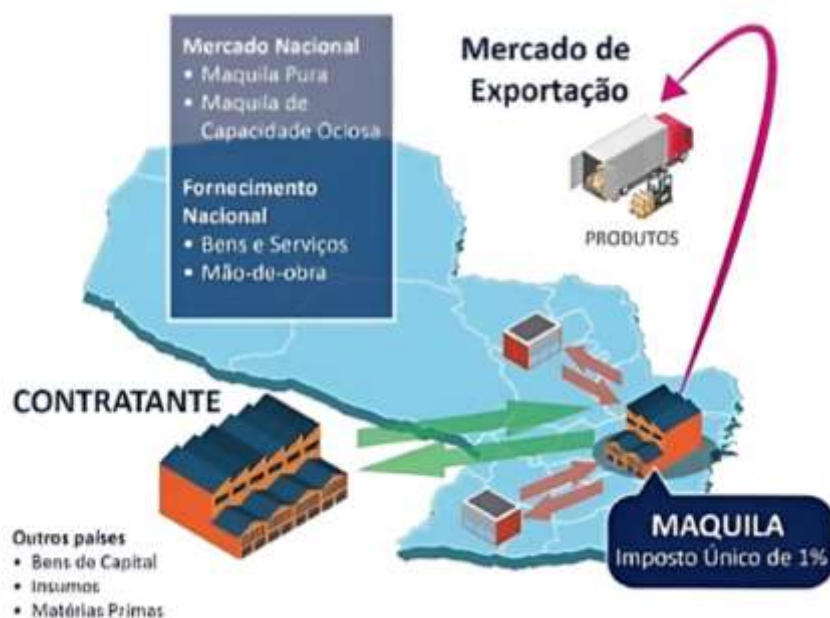 Mercado Nacional
• Maquila Pura
• Maquila de
Capacidade Ociosa
Fornecimento
Nacional
• Bens e Serviços
• Mão-de-obra
Mercado de
Exportação
PRODUTOS
CONTRATANTE
Outros países
• Bens de Capital
• Insumos
• Matérias Primas
MAQUILA
Imposto Único de 1%